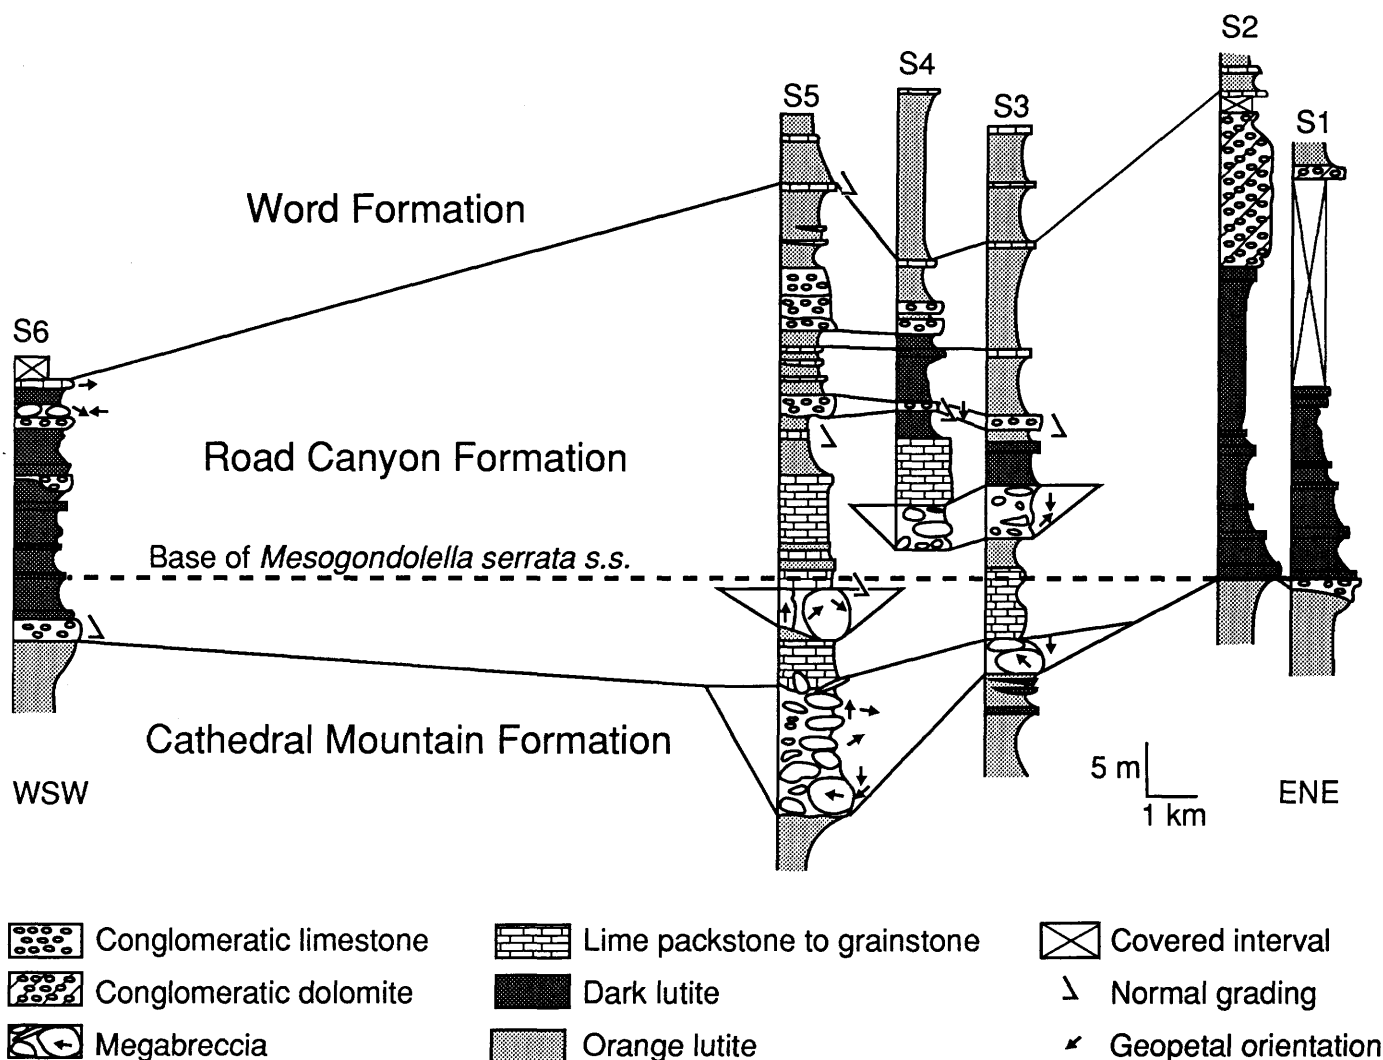 S2
S4
S5
S3
S1
Word Formation
S6
Road Canyon Formation
Base of Mesogondolella serrata s.s.
Cathedral Mountain Formation
5 m
WSW
1 km
ENE
Conglomeratic limestone
Lime packstone to grainstone
Covered interval
Conglomeratic dolomite
Dark lutite
Normal grading
Megabreccia
Orange lutite
Geopetal orientation